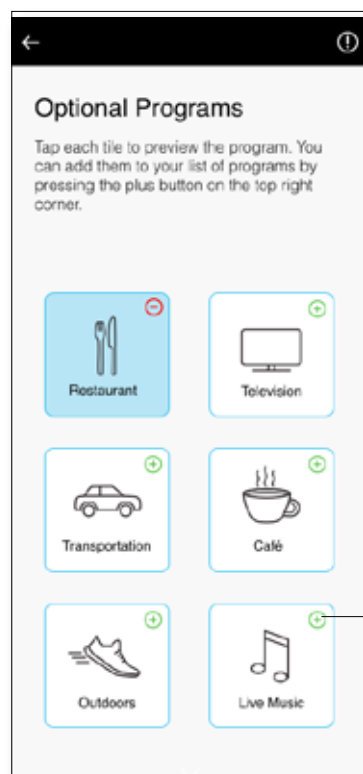 Optional Programs
Tap each tile to preview the program. You
can add them to your list of programs by
pressing the plus button on the top right
corner.
Restaurant
Television
Transportation
Café
Outdoors
Live Music